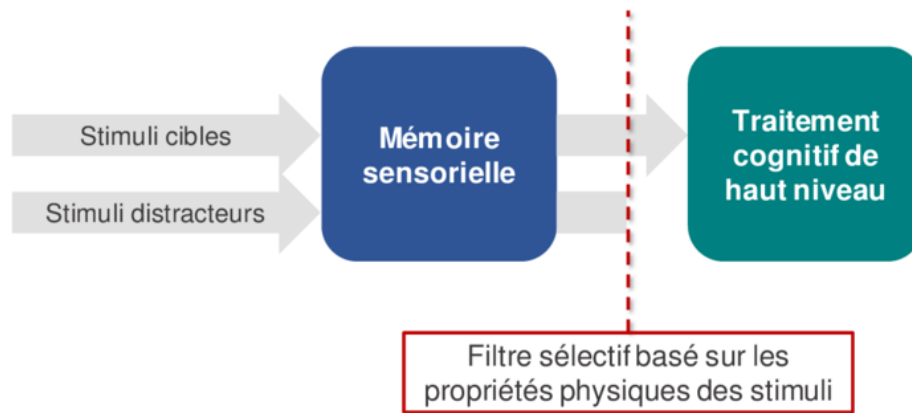 Stimuli cibles
Stimuli distracteurs
Mémoire
sensorielle
Traitement
cognitif de
haut niveau
Filtre sélectif basé sur les
propriétés physiques des stimuli